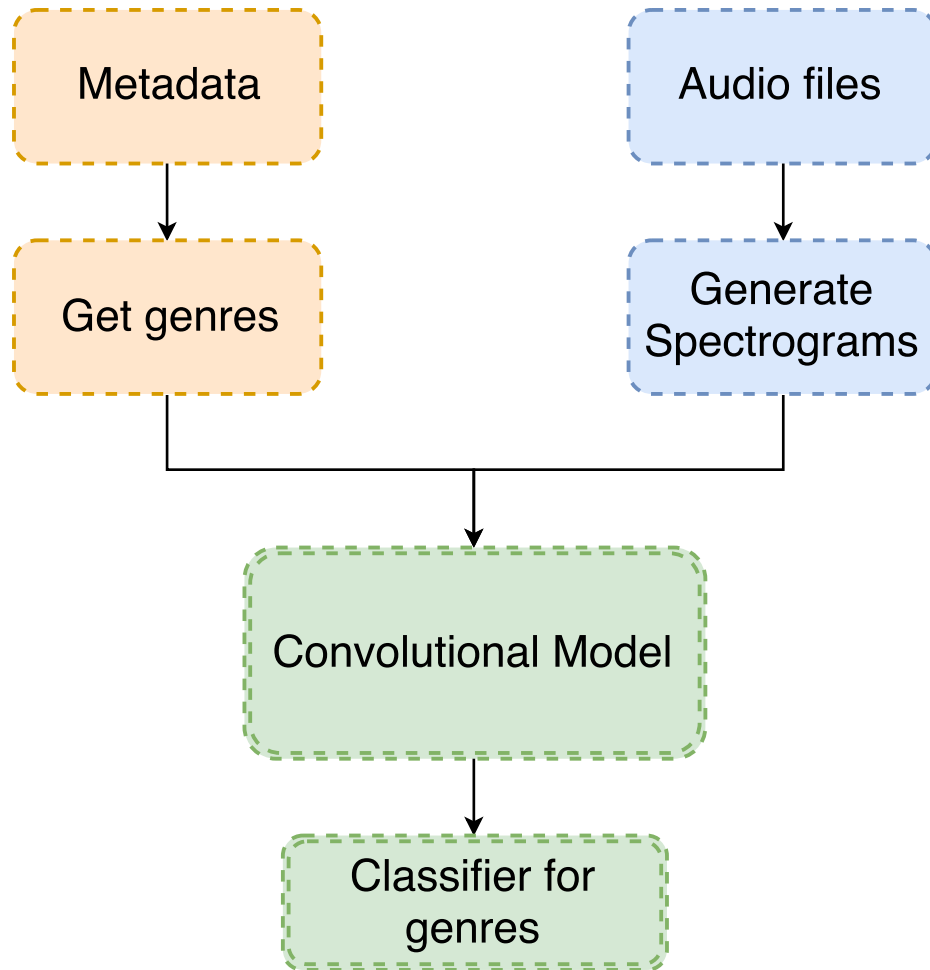 Metadata
Audio files
Get genres
Generate
Spectrograms
Convolutional Model
Classifier for
genres